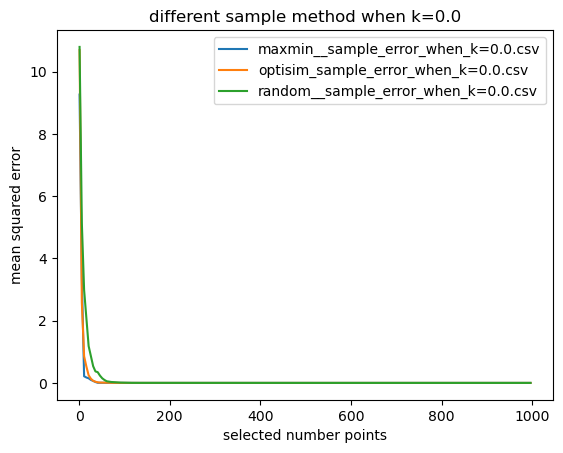 different sample method when k=0.0
maxmin__sample_error_when_k=0.0.csv
optisim_sample_error_when_k=0.0.csv
random__sample_error_when_k=0.0.csv
mean squared error
10
8
6
4
2
0
0 200 400 600 800 1000
selected number points